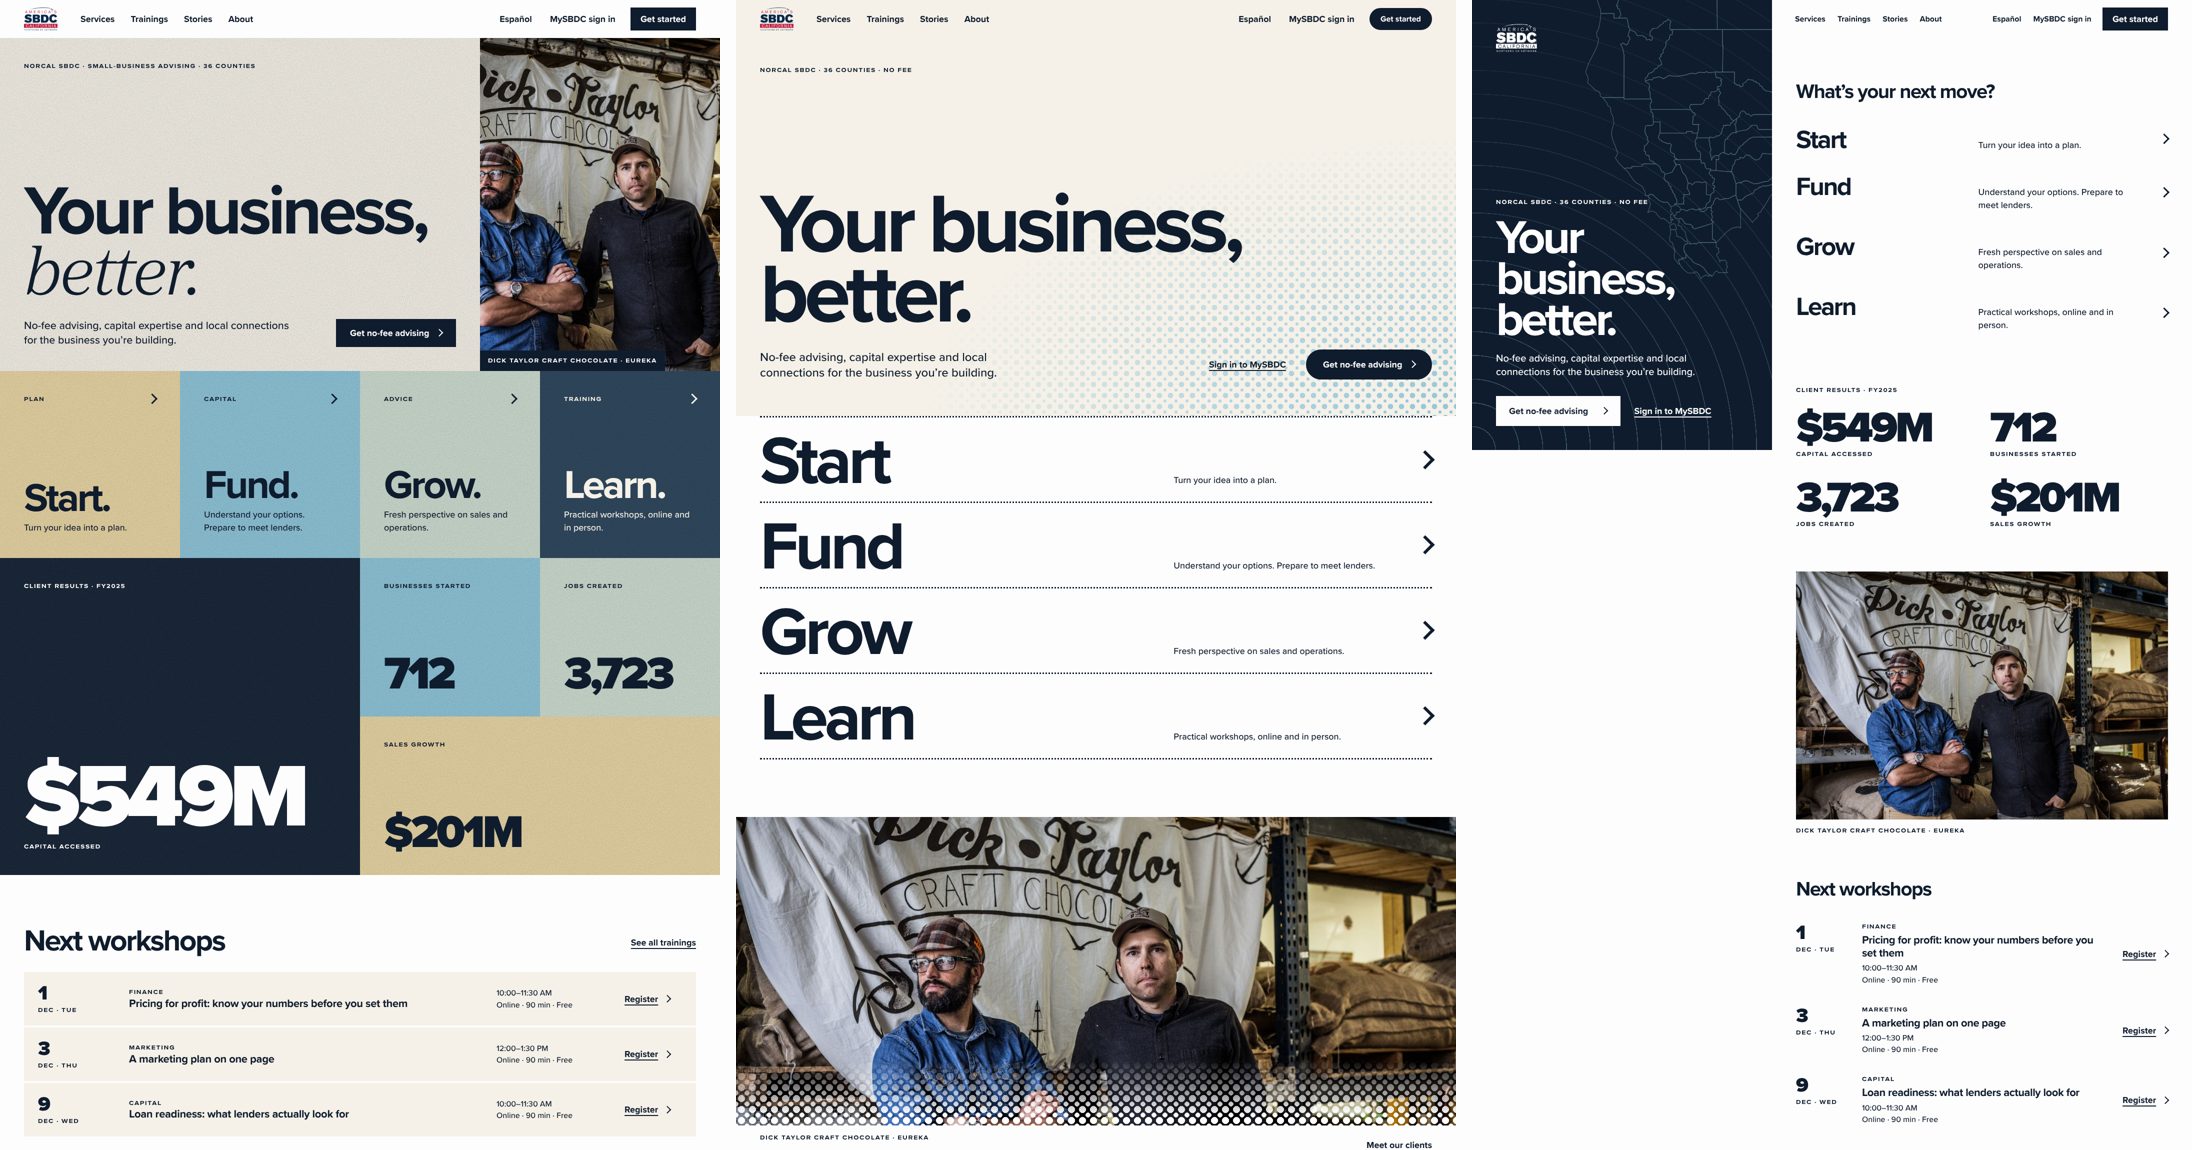 AMERICA'S
SBDC
CALIFORNIA
Services
Trainings
Stories
About
Español
MySBDC sign in
Get started
NORCAL SBDC · SMALL-BUSINESS ADVISING · 36 COUNTIES
Your business,
better.
No-fee advising, capital expertise and local connections
for the business you're building.
Get no-fee advising
Dick Taylor
CRAFT CHOCOL
DICK TAYLOR CRAFT CHOCOLATE · EUREKA
PLAN
Start.
Turn your idea into a plan.
CAPITAL
Fund.
Understand your options.
Prepare to meet lenders.
ADVICE
Grow.
Fresh perspective on sales and
operations.
TRAINING
Learn.
Practical workshops, online and
in person.
CLIENT RESULTS · FY2025
$549M
CAPITAL ACCESSED
BUSINESSES STARTED
712
JOBS CREATED
3,723
SALES GROWTH
$201M
Next workshops
See all trainings
1
DEC · TUE
FINANCE
Pricing for profit: know your numbers before you set them
10:00–11:30 AM
Online · 90 min · Free
Register
3
DEC · THU
MARKETING
A marketing plan on one page
12:00–1:30 PM
Online · 90 min · Free
Register
9
DEC · WED
CAPITAL
Loan readiness: what lenders actually look for
10:00–11:30 AM
Online · 90 min · Free
Register
AMERICA'S
SBDC
CALIFORNIA
Services
Trainings
Stories
About
Español
MySBDC sign in
Get started
NORCAL SBDC · 36 COUNTIES · NO FEE
Your business,
better.
No-fee advising, capital expertise and local
connections for the business you're building.
Sign in to MySBDC
Get no-fee advising
Start
Turn your idea into a plan.
Fund
Understand your options. Prepare to meet lenders.
Grow
Fresh perspective on sales and operations.
Learn
Practical workshops, online and in person.
Dick Taylor
CRAFT CHOCOL
DICK TAYLOR CRAFT CHOCOLATE · EUREKA
Meet our clients
AMERICA'S
SBDC
CALIFORNIA
NORCAL SBDC · 36 COUNTIES · NO FEE
Your
business,
better.
No-fee advising, capital expertise and local
connections for the business you're building.
Get no-fee advising
Sign in to MySBDC
Services
Trainings
Stories
About
Español
MySBDC sign in
Get started
What's your next move?
Start
Turn your idea into a plan.
Fund
Understand your options. Prepare to
meet lenders.
Grow
Fresh perspective on sales and
operations.
Learn
Practical workshops, online and in
person.
CLIENT RESULTS · FY2025
$549M
CAPITAL ACCESSED
712
BUSINESSES STARTED
3,723
JOBS CREATED
$201M
SALES GROWTH
Dick Taylor
CRAFT CHOCOL
DICK TAYLOR CRAFT CHOCOLATE · EUREKA
Next workshops
1
DEC · TUE
FINANCE
Pricing for profit: know your numbers before you
set them
10:00–11:30 AM
Online · 90 min · Free
Register
3
DEC · THU
MARKETING
A marketing plan on one page
12:00–1:30 PM
Online · 90 min · Free
Register
9
DEC · WED
CAPITAL
Loan readiness: what lenders actually look for
10:00–11:30 AM
Online · 90 min · Free
Register